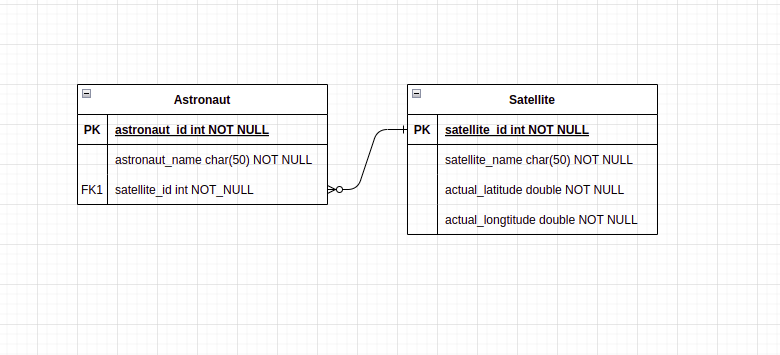 Astronaut
PK astronaut_id int NOT NULL
astronaut_name char(50) NOT NULL
FK1 satellite_id int NOT_NULL
Satellite
PK satellite_id int NOT NULL
satellite_name char(50) NOT NULL
actual_latitude double NOT NULL
actual_longtitude double NOT NULL